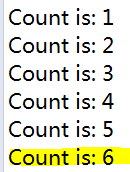 Count is: 1
Count is: 2
Count is: 3
Count is: 4
Count is: 5
Count is: 6